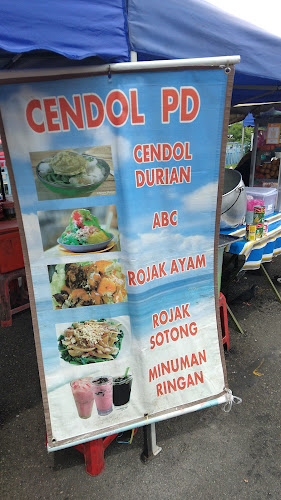 CENDOL PD
CENDOL
DURIAN
ABC
ROJAK AYAM
ROJAK
SOTONG
MINUMAN
RINGAN